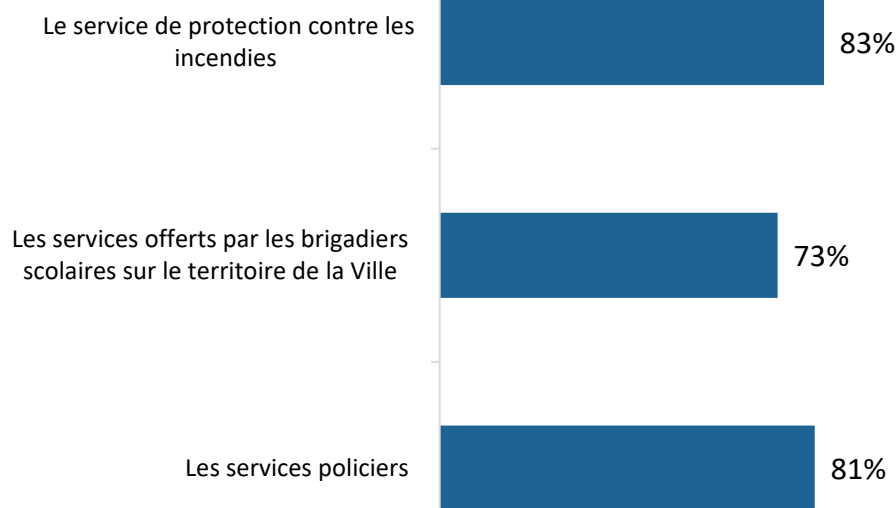 Le service de protection contre les
incendies
83%
Les services offerts par les brigadiers
scolaires sur le territoire de la Ville
73%
Les services policiers
81%